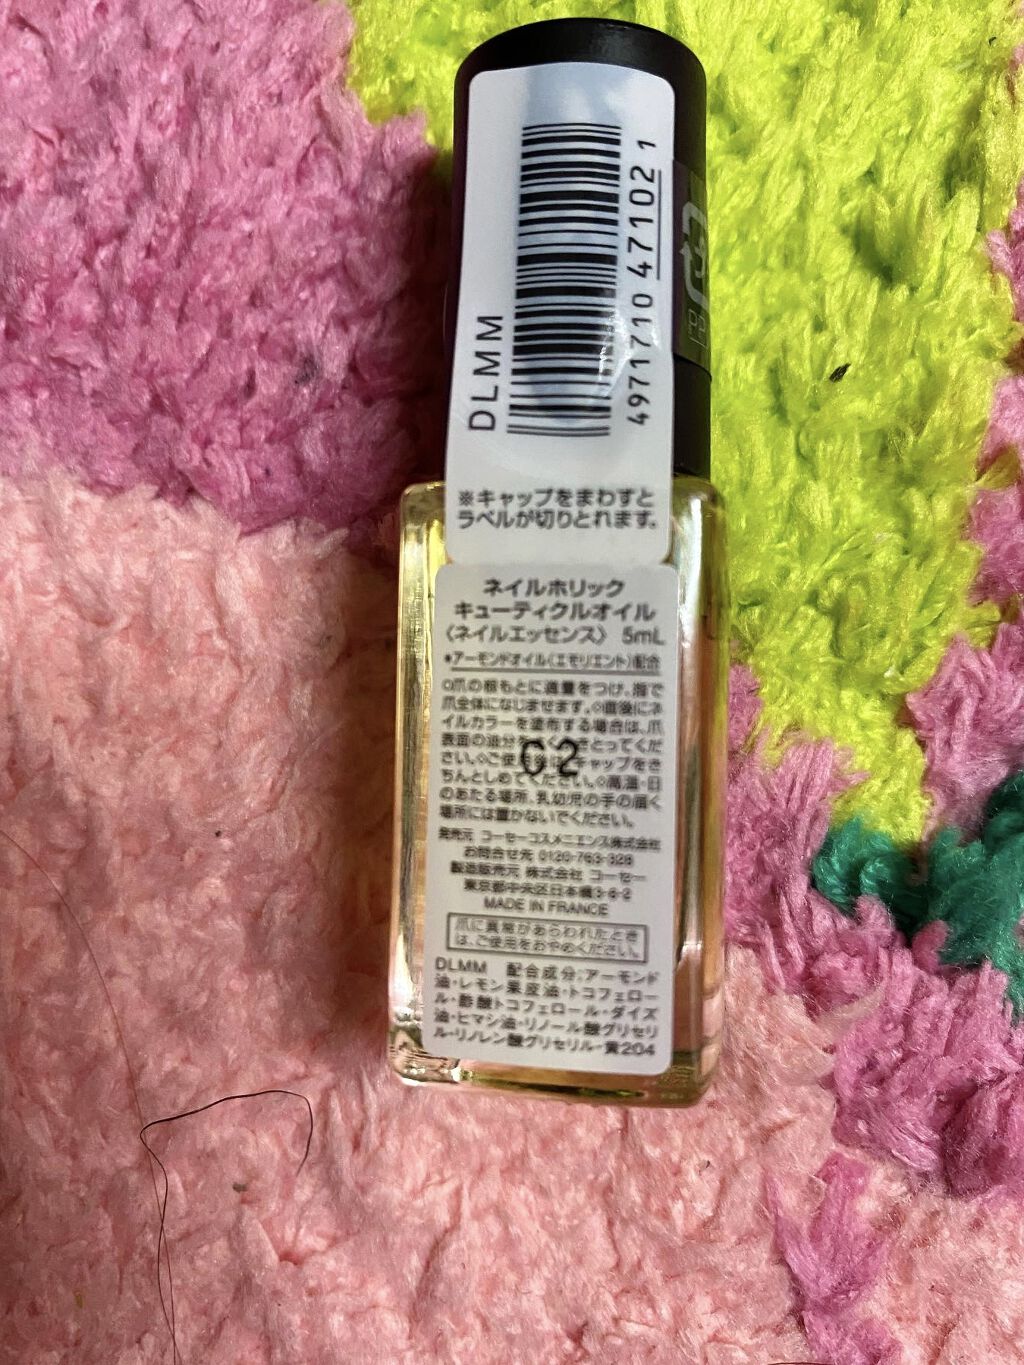 DLMM
4971710 471021
※キャップをまわすと
ラベルが切りとれます。
ネイルホリック
キューティクルオイル
〈ネイルエッセンス〉 5mL
•アーモンドオイル(エモリエント)配合
◇爪の根もとに適量をつけ、指で
爪全体になじませます。◇直後にネ
イルカラーを塗布する場合は、爪
表面の油分を きとってくだ
さい。◇ご使用後は、キャップをき
ちんとしめてください。◇高温・日
のあたる場所、乳幼児の手の届く
場所には置かないでください。
C2
発売元 コーセーコスメニエンス株式会社
お問合せ先 0120-763-328
製造販売元 株式会社 コーセー
東京都中央区日本橋3-6-2
MADE IN FRANCE
爪に異常があらわれたとき
は、ご使用をおやめください。
DLMM 配合成分:アーモンド
油・レモン果皮油・トコフェロー
ル・酢酸トコフェロール・ダイズ
油・ヒマシ油・リノール酸グリセリ
ル・リノレン酸グリセリル・黄204